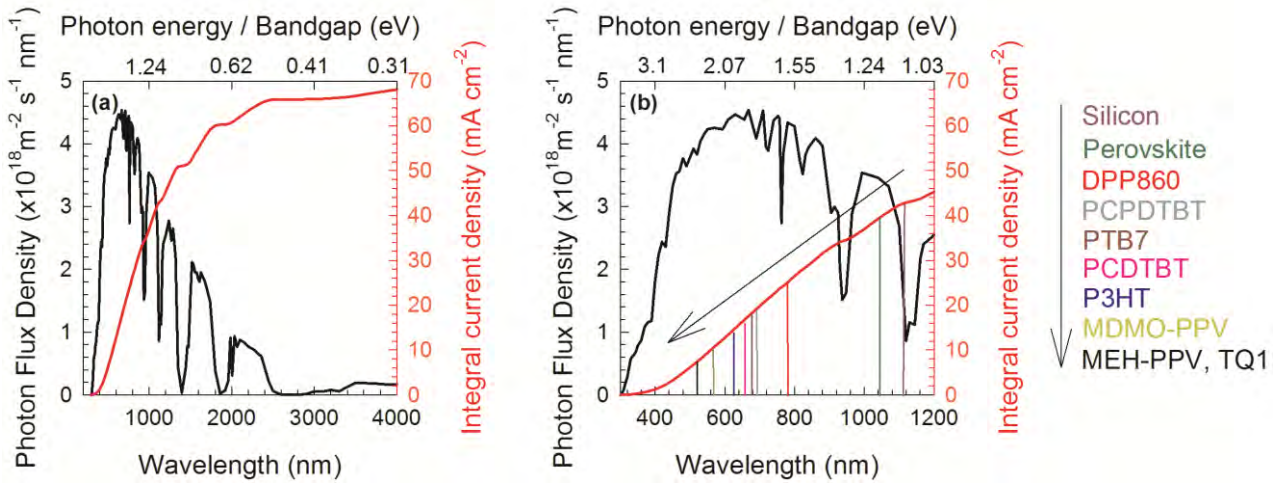 Photon energy / Bandgap (eV)
1.24 0.62 0.41 0.31
(a)
Photon Flux Density (x10¹⁸m⁻² s⁻¹ nm⁻¹)
5
4
3
2
1
0
70
60
50
40
30
20
10
0
Integral current density (mA cm⁻²)
1000 2000 3000 4000
Wavelength (nm)
Photon energy / Bandgap (eV)
3.1 2.07 1.55 1.24 1.03
(b)
Photon Flux Density (x10¹⁸m⁻² s⁻¹ nm⁻¹)
5
4
3
2
1
0
70
60
50
40
30
20
10
0
Integral current density (mA cm⁻²)
400 600 800 1000 1200
Wavelength (nm)
Silicon
Perovskite
DPP860
PCPDTBT
PTB7
PCDTBT
P3HT
MDMO-PPV
MEH-PPV, TQ1